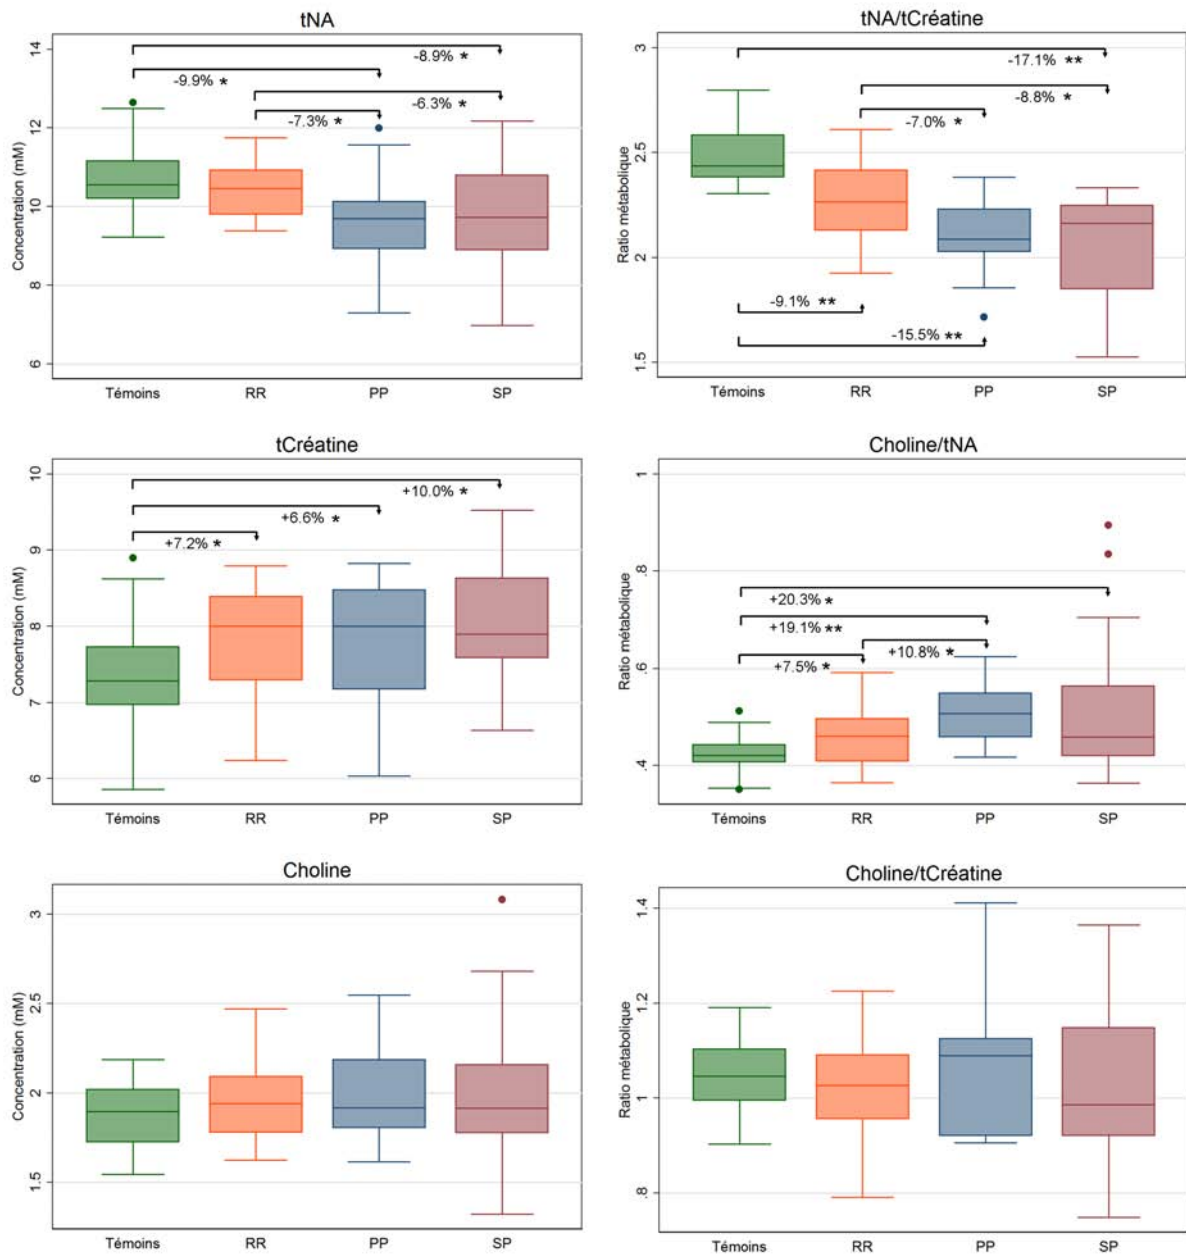 tNA
14
12
10
8
6
Concentration (mM)
-8.9% *
-9.9% *
-6.3% *
-7.3% *
Témoins RR PP SP
tNA/tCréatine
3
2.5
2
1.5
Ratio métabolique
-17.1% **
-8.8% *
-7.0% *
-9.1% **
-15.5% **
Témoins RR PP SP
tCréatine
10
9
8
7
6
Concentration (mM)
+10.0% *
+6.6% *
+7.2% *
Témoins RR PP SP
Choline/tNA
1
.8
.6
.4
Ratio métabolique
+20.3% *
+19.1% **
+10.8% *
+7.5% *
Témoins RR PP SP
Choline
3
2.5
2
1.5
Concentration (mM)
Témoins RR PP SP
Choline/tCréatine
1.4
1.2
1
.8
Ratio métabolique
Témoins RR PP SP